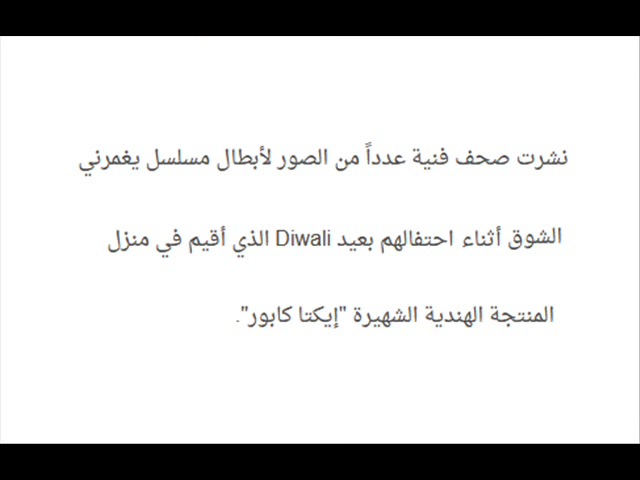 نشرت صحف فنية عدداً من الصور لأبطال مسلسل يغمرني
الشوق أثناء احتفالهم بعيد Diwali الذي أقيم في منزل
المنتجة الهندية الشهيرة "إيكتا كابور".